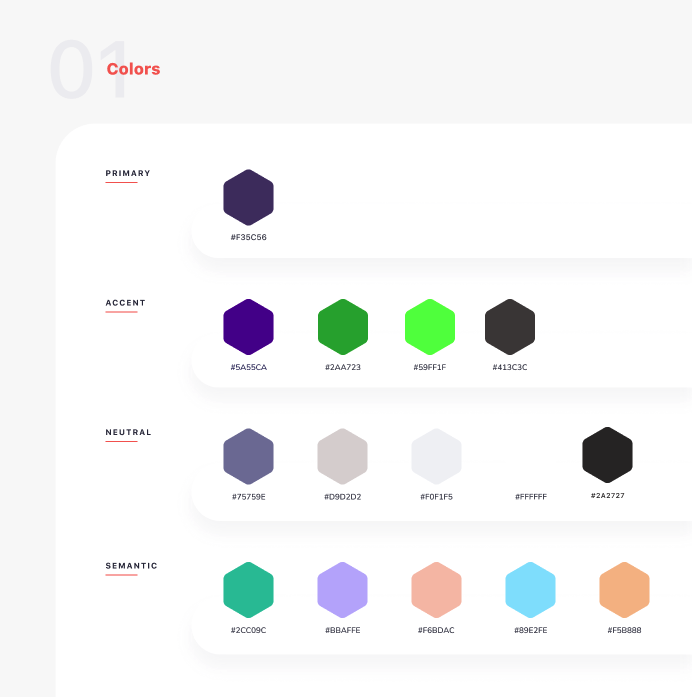 01
Colors
PRIMARY
#F35C56
ACCENT
#5A55CA #2AA723 #59FF1F #413C3C
NEUTRAL
#75759E #D9D2D2 #F0F1F5 #FFFFFF #2A2727
SEMANTIC
#2CC09C #BBAFFE #F6BDAC #89E2FE #F5B888